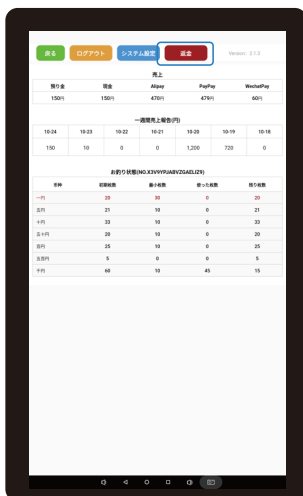 戻る ログアウト システム設定 返金 Version: 2.1.0
売上
預り金 現金 Alipay PayPay WechatPay
150円 150円 470円 479円 60円
一週間売上報告(円)
10-24 10-23 10-22 10-21 10-20 10-19 10-18
150 10 0 0 1,200 720 0
お釣り状態(NO.X3V9YPJABVZGAELIZ9)
币种 初期枚数 最小枚数 使った枚数 残り枚数
一円 20 30 0 20
五円 21 10 0 21
十円 33 10 0 33
五十円 20 10 0 20
百円 25 10 0 25
五百円 5 0 0 5
千円 60 10 45 15